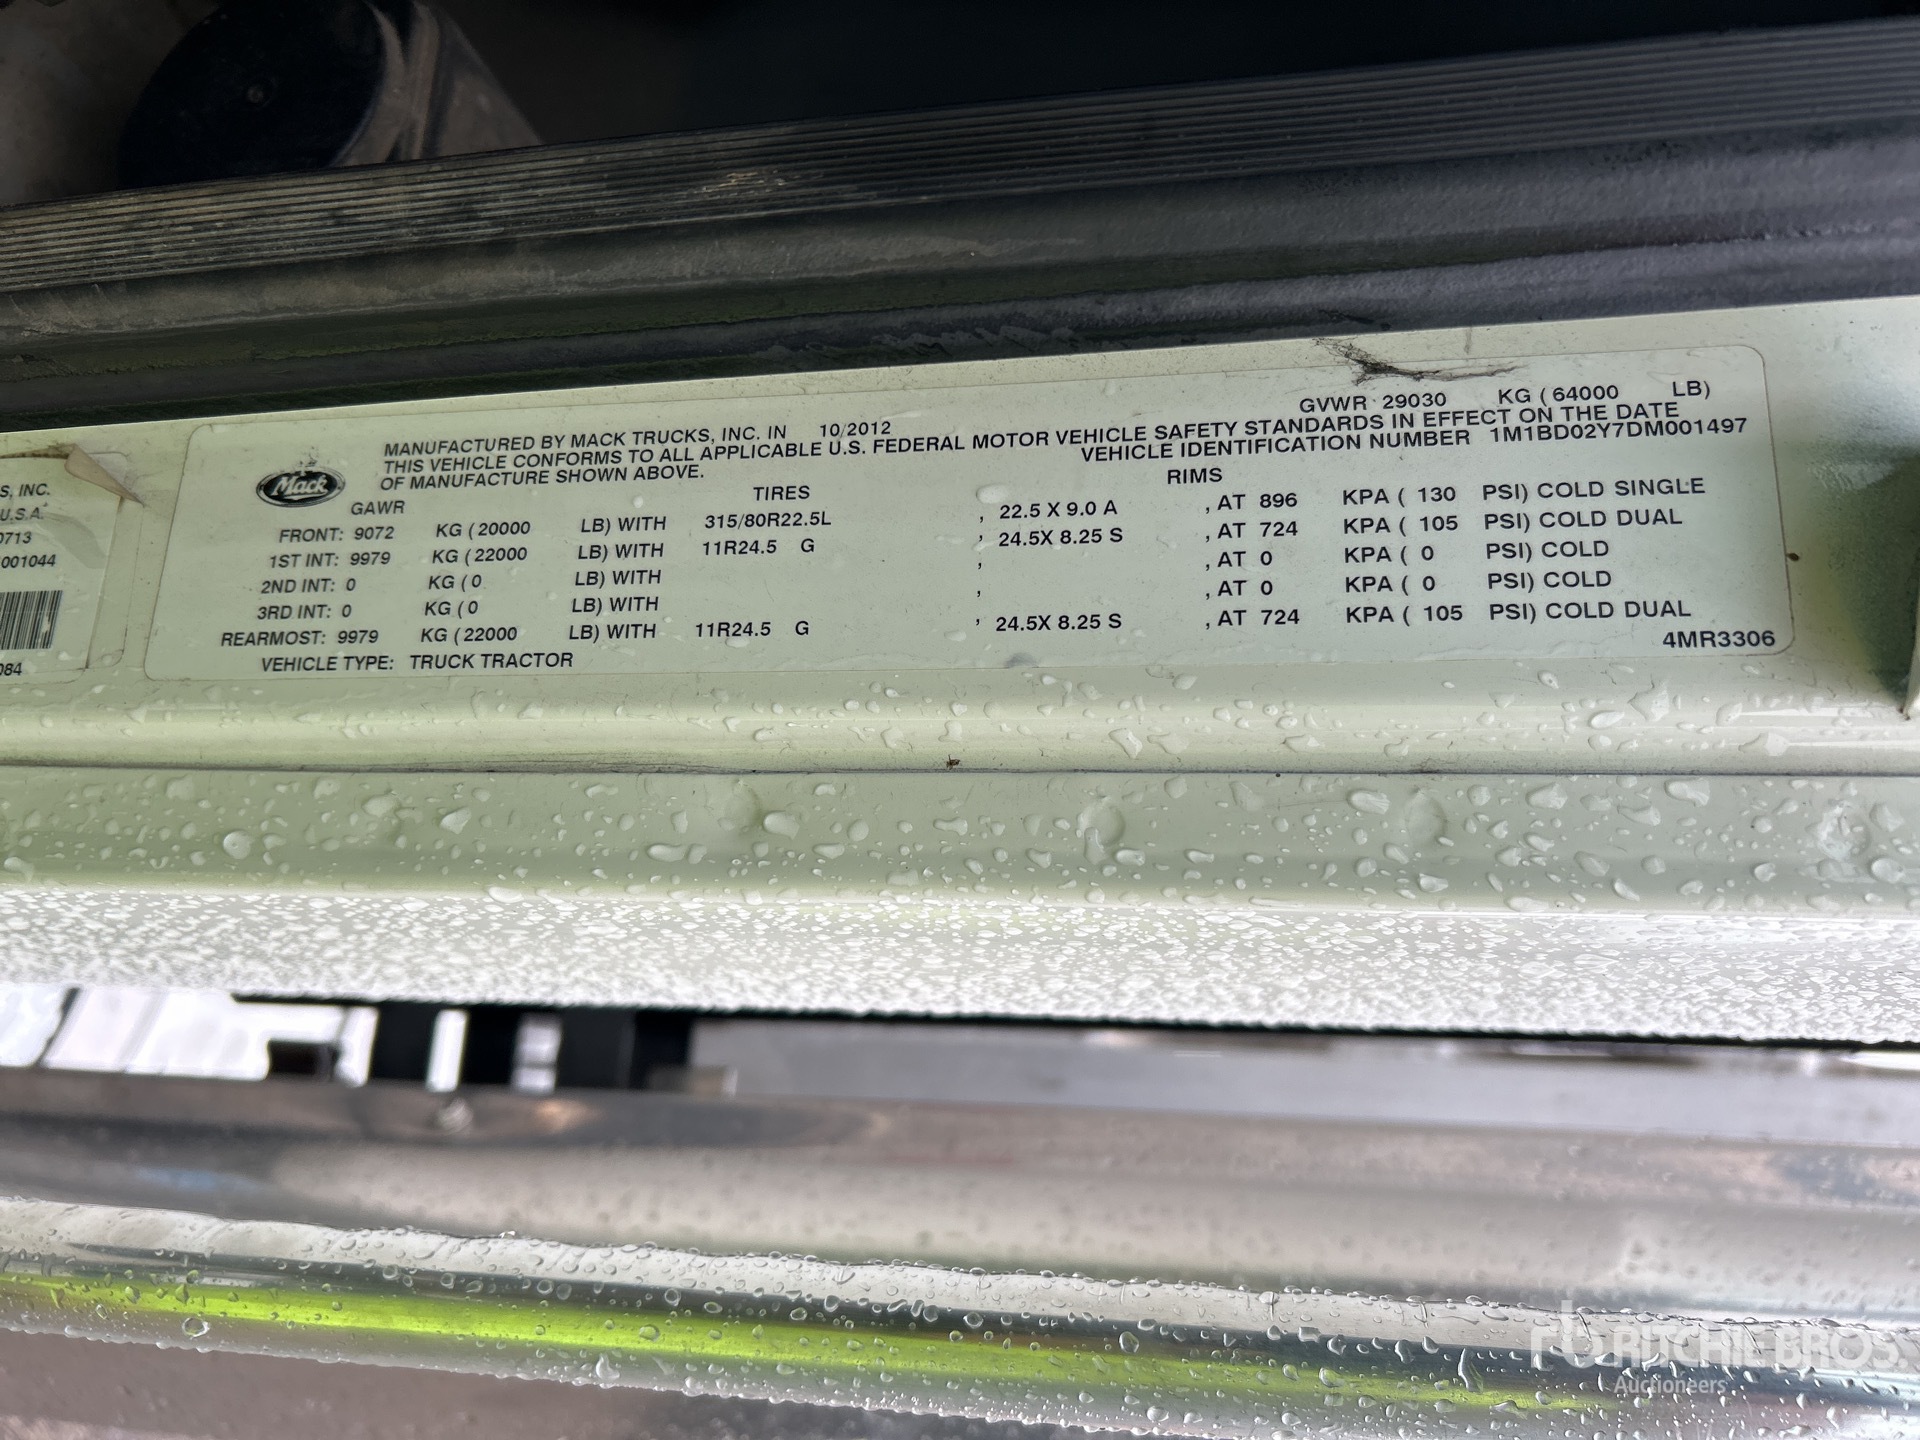 GVWR 29030 KG ( 64000 LB)
MANUFACTURED BY MACK TRUCKS, INC. IN 10/2012
THIS VEHICLE CONFORMS TO ALL APPLICABLE U.S. FEDERAL MOTOR VEHICLE SAFETY STANDARDS IN EFFECT ON THE DATE
OF MANUFACTURE SHOWN ABOVE. VEHICLE IDENTIFICATION NUMBER 1M1BD02Y7DM001497
Mack
GAWR TIRES RIMS
FRONT: 9072 KG ( 20000 LB) WITH 315/80R22.5L , 22.5 X 9.0 A , AT 896 KPA ( 130 PSI) COLD SINGLE
1ST INT: 9979 KG ( 22000 LB) WITH 11R24.5 G , 24.5X 8.25 S , AT 724 KPA ( 105 PSI) COLD DUAL
2ND INT: 0 KG ( 0 LB) WITH , , AT 0 KPA ( 0 PSI) COLD
3RD INT: 0 KG ( 0 LB) WITH , , AT 0 KPA ( 0 PSI) COLD
REARMOST: 9979 KG ( 22000 LB) WITH 11R24.5 G , 24.5X 8.25 S , AT 724 KPA ( 105 PSI) COLD DUAL
VEHICLE TYPE: TRUCK TRACTOR 4MR3306
S, INC.
U.S.A.
0713
001044
084
rb RITCHIE BROS.
Auctioneers